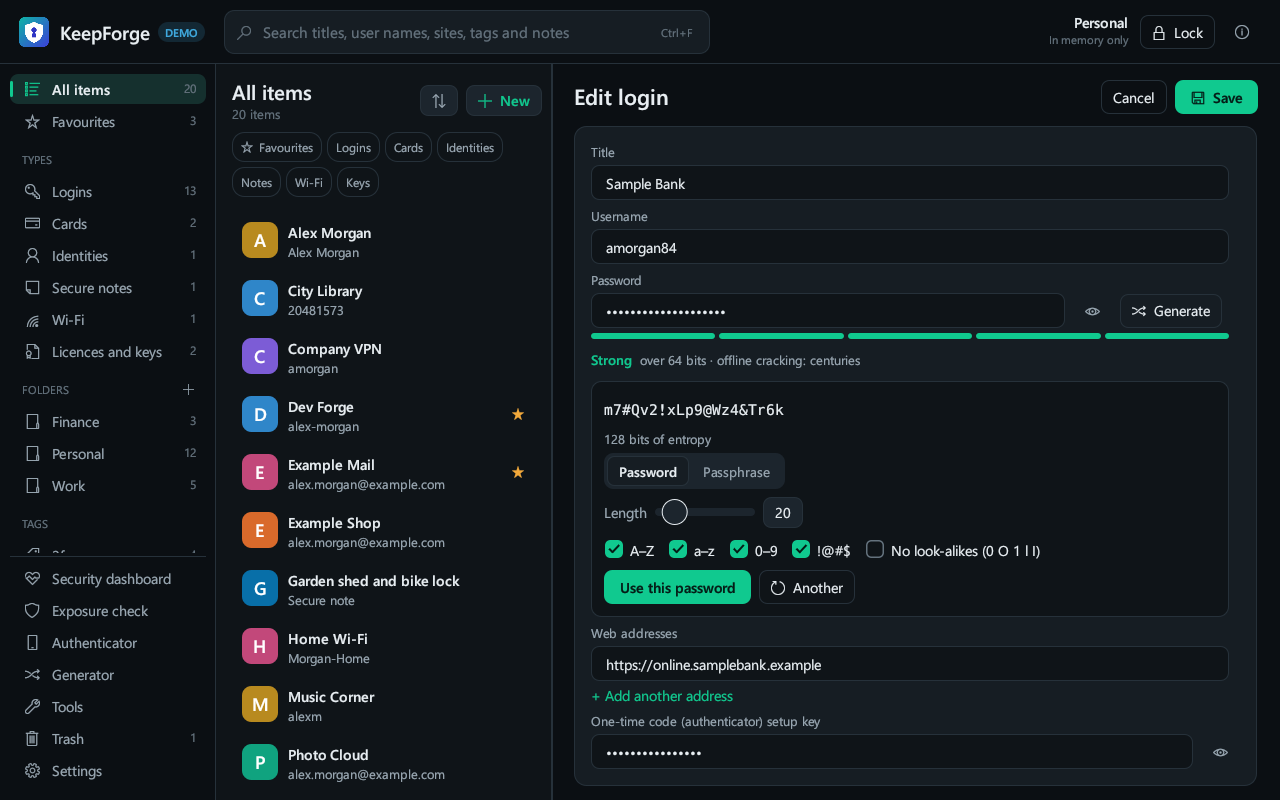 KeepForge DEMO
Search titles, user names, sites, tags and notes Ctrl+F
Personal
In memory only
Lock
All items 20
Favourites 3
TYPES
Logins 13
Cards 2
Identities 1
Secure notes 1
Wi-Fi 1
Licences and keys 2
FOLDERS
Finance 3
Personal 12
Work 5
TAGS
Security dashboard
Exposure check
Authenticator
Generator
Tools
Trash 1
Settings
All items
20 items
New
Favourites Logins Cards Identities
Notes Wi-Fi Keys
A Alex Morgan
Alex Morgan
C City Library
20481573
C Company VPN
amorgan
D Dev Forge
alex-morgan
E Example Mail
alex.morgan@example.com
E Example Shop
alex.morgan@example.com
G Garden shed and bike lock
Secure note
H Home Wi-Fi
Morgan-Home
M Music Corner
alexm
P Photo Cloud
alex.morgan@example.com
Edit login
Cancel Save
Title
Sample Bank
Username
amorgan84
Password
••••••••••••••••••••
Generate
Strong over 64 bits · offline cracking: centuries
m7#Qv2!xLp9@Wz4&Tr6k
128 bits of entropy
Password Passphrase
Length 20
A–Z a–z 0–9 !@#$ No look-alikes (0 O 1 l I)
Use this password Another
Web addresses
https://online.samplebank.example
+ Add another address
One-time code (authenticator) setup key
••••••••••••••••